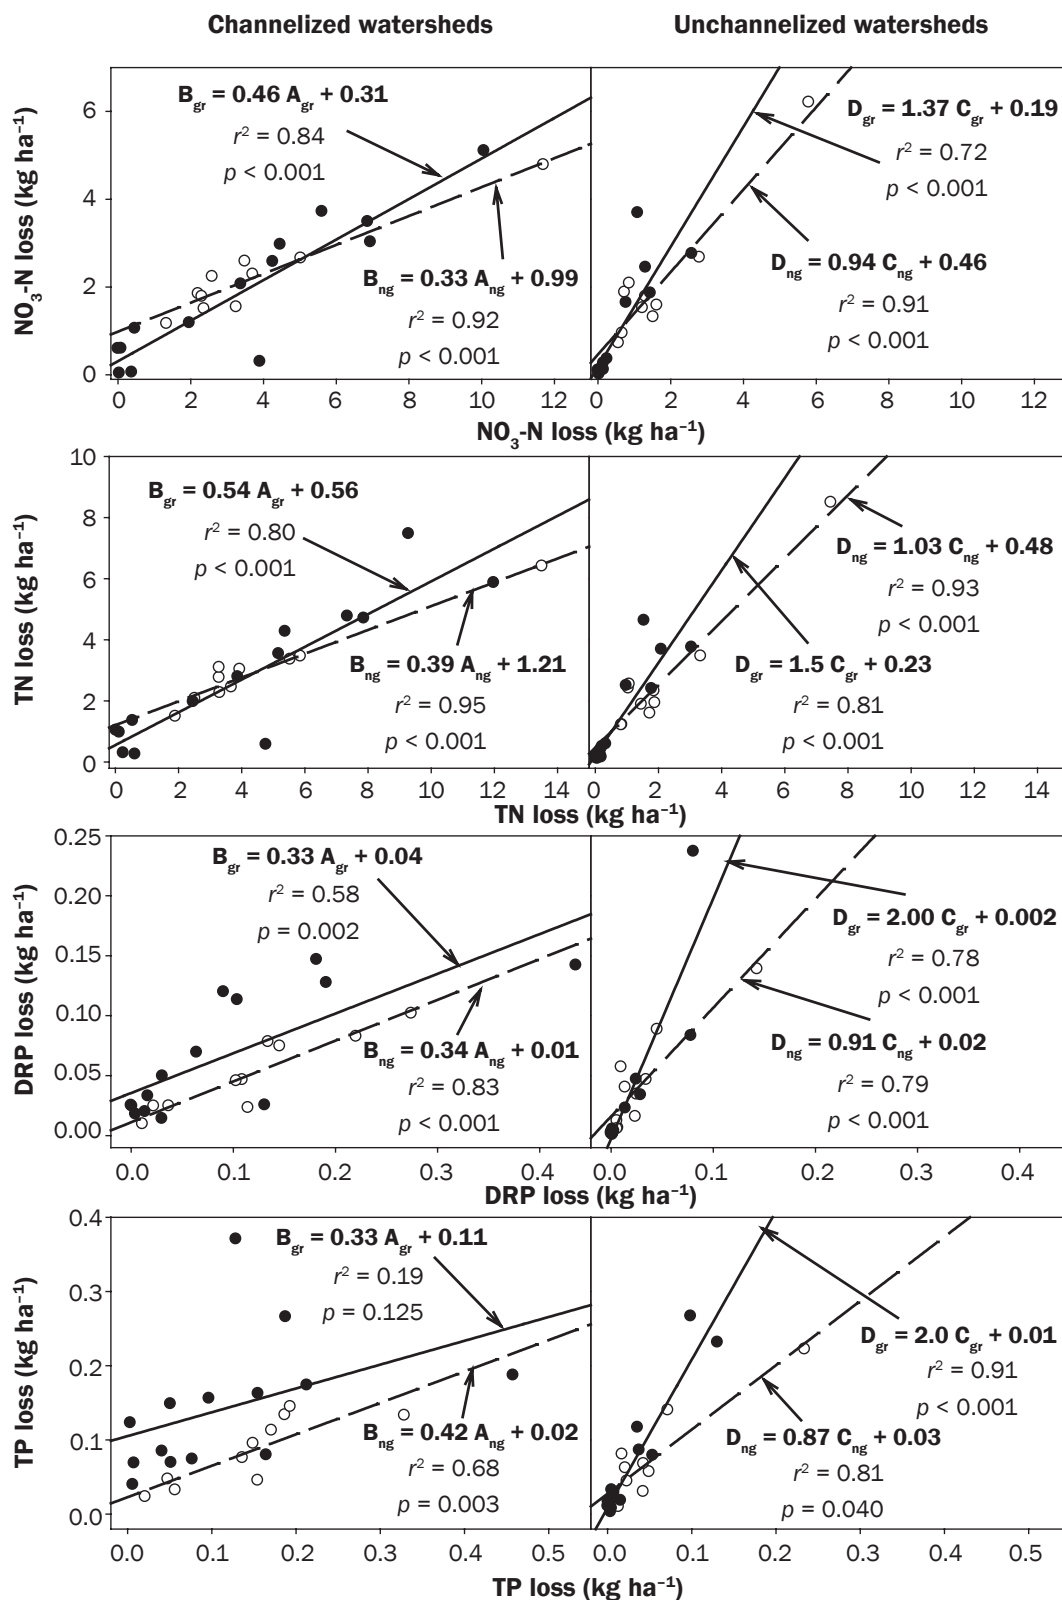 Channelized watersheds
Unchannelized watersheds
NO₃-N loss (kg ha⁻¹)
6
4
2
0
B_gr = 0.46 A_gr + 0.31
r² = 0.84
p < 0.001
B_ng = 0.33 A_ng + 0.99
r² = 0.92
p < 0.001
D_gr = 1.37 C_gr + 0.19
r² = 0.72
p < 0.001
D_ng = 0.94 C_ng + 0.46
r² = 0.91
p < 0.001
0 2 4 6 8 10 12
0 2 4 6 8 10 12
NO₃-N loss (kg ha⁻¹)
TN loss (kg ha⁻¹)
10
8
6
4
2
0
B_gr = 0.54 A_gr + 0.56
r² = 0.80
p < 0.001
B_ng = 0.39 A_ng + 1.21
r² = 0.95
p < 0.001
D_ng = 1.03 C_ng + 0.48
r² = 0.93
p < 0.001
D_gr = 1.5 C_gr + 0.23
r² = 0.81
p < 0.001
0 2 4 6 8 10 12 14
0 2 4 6 8 10 12 14
TN loss (kg ha⁻¹)
DRP loss (kg ha⁻¹)
0.25
0.20
0.15
0.10
0.05
0.00
B_gr = 0.33 A_gr + 0.04
r² = 0.58
p = 0.002
B_ng = 0.34 A_ng + 0.01
r² = 0.83
p < 0.001
D_gr = 2.00 C_gr + 0.002
r² = 0.78
p < 0.001
D_ng = 0.91 C_ng + 0.02
r² = 0.79
p < 0.001
0.0 0.1 0.2 0.3 0.4
0.0 0.1 0.2 0.3 0.4
DRP loss (kg ha⁻¹)
TP loss (kg ha⁻¹)
0.4
0.3
0.2
0.1
0.0
B_gr = 0.33 A_gr + 0.11
r² = 0.19
p = 0.125
B_ng = 0.42 A_ng + 0.02
r² = 0.68
p = 0.003
D_gr = 2.0 C_gr + 0.01
r² = 0.91
p < 0.001
D_ng = 0.87 C_ng + 0.03
r² = 0.81
p = 0.040
0.0 0.1 0.2 0.3 0.4 0.5
0.0 0.1 0.2 0.3 0.4 0.5
TP loss (kg ha⁻¹)